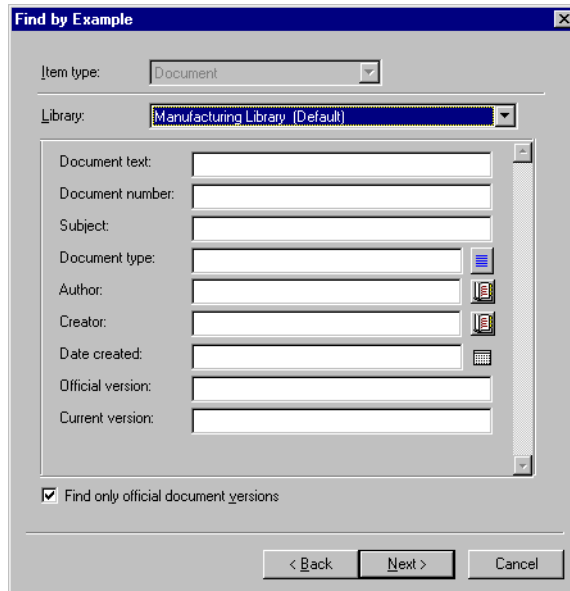 Find by Example
Item type: Document
Library: Manufacturing Library (Default)
Document text:
Document number:
Subject:
Document type:
Author:
Creator:
Date created:
Official version:
Current version:
Find only official document versions
< Back Next > Cancel